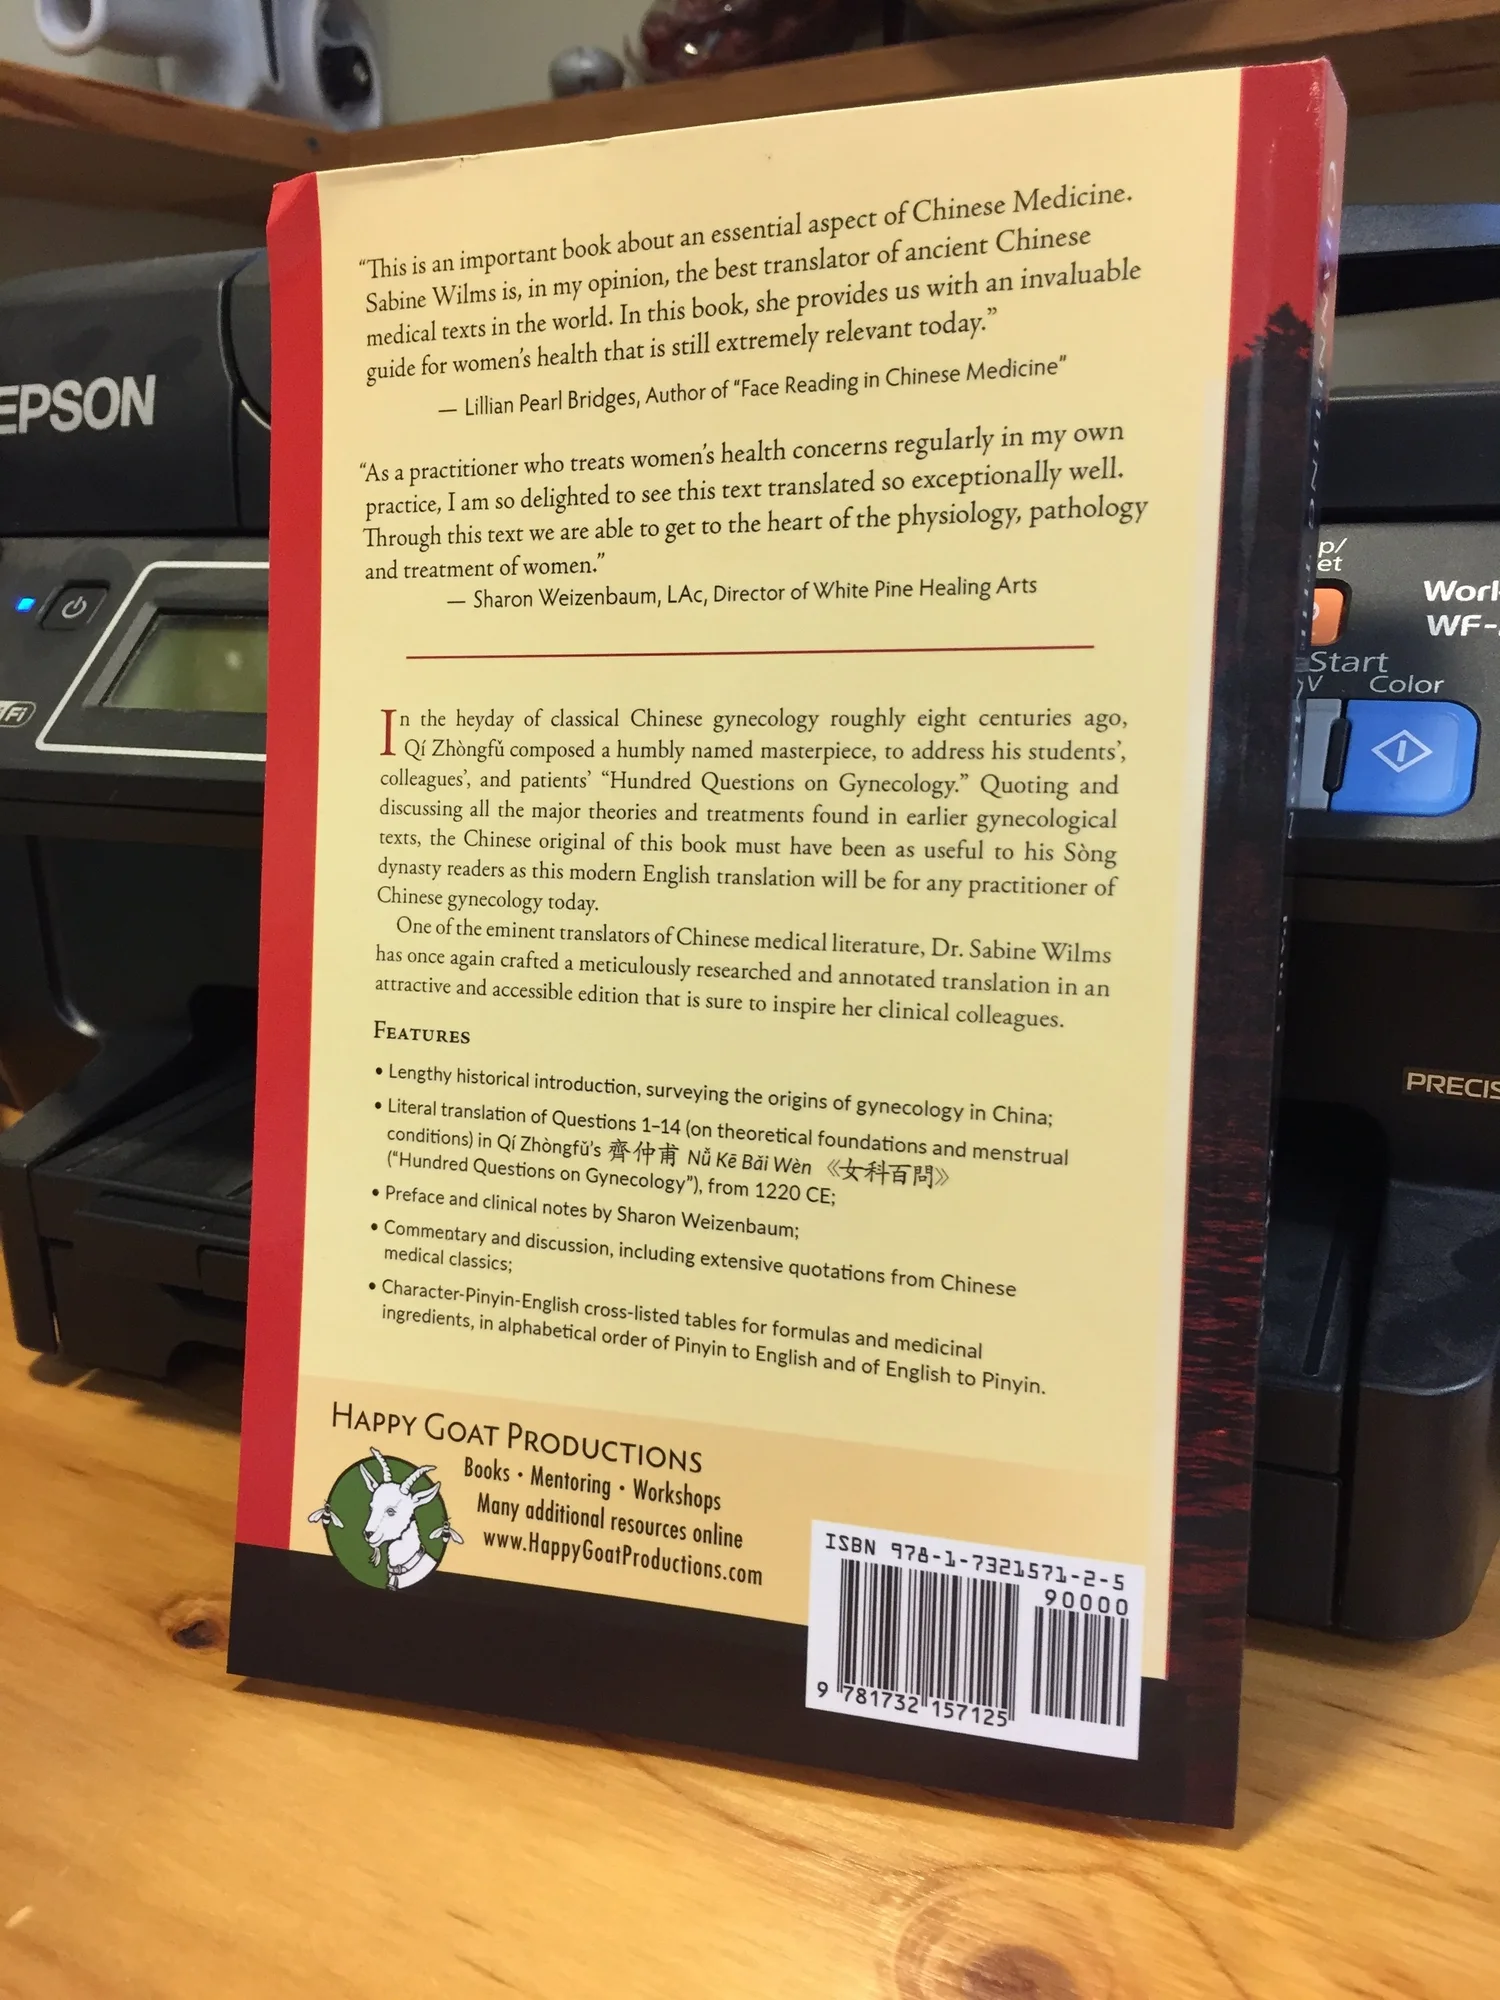 “This is an important book about an essential aspect of Chinese Medicine.
Sabine Wilms is, in my opinion, the best translator of ancient Chinese
medical texts in the world. In this book, she provides us with an invaluable
guide for women’s health that is still extremely relevant today.”
— Lillian Pearl Bridges, Author of “Face Reading in Chinese Medicine”
“As a practitioner who treats women’s health concerns regularly in my own
practice, I am so delighted to see this text translated so exceptionally well.
Through this text we are able to get to the heart of the physiology, pathology
and treatment of women.”
— Sharon Weizenbaum, LAc, Director of White Pine Healing Arts
In the heyday of classical Chinese gynecology roughly eight centuries ago,
Qí Zhòngfǔ composed a humbly named masterpiece, to address his students’,
colleagues’, and patients’ “Hundred Questions on Gynecology.” Quoting and
discussing all the major theories and treatments found in earlier gynecological
texts, the Chinese original of this book must have been as useful to his Sòng
dynasty readers as this modern English translation will be for any practitioner of
Chinese gynecology today.
One of the eminent translators of Chinese medical literature, Dr. Sabine Wilms
has once again crafted a meticulously researched and annotated translation in an
attractive and accessible edition that is sure to inspire her clinical colleagues.
FEATURES
• Lengthy historical introduction, surveying the origins of gynecology in China;
• Literal translation of Questions 1–14 (on theoretical foundations and menstrual
conditions) in Qí Zhòngfǔ’s 齊仲甫 Nǚ Kē Bǎi Wèn 《女科百問》
(“Hundred Questions on Gynecology”), from 1220 CE;
• Preface and clinical notes by Sharon Weizenbaum;
• Commentary and discussion, including extensive quotations from Chinese
medical classics;
• Character-Pinyin-English cross-listed tables for formulas and medicinal
ingredients, in alphabetical order of Pinyin to English and of English to Pinyin.
HAPPY GOAT PRODUCTIONS
Books • Mentoring • Workshops
Many additional resources online
www.HappyGoatProductions.com
ISBN 978-1-7321571-2-5
90000
9 781732 157125
EPSON
Fi
p/
et
Work
WF-
Start
Color
PRECIS